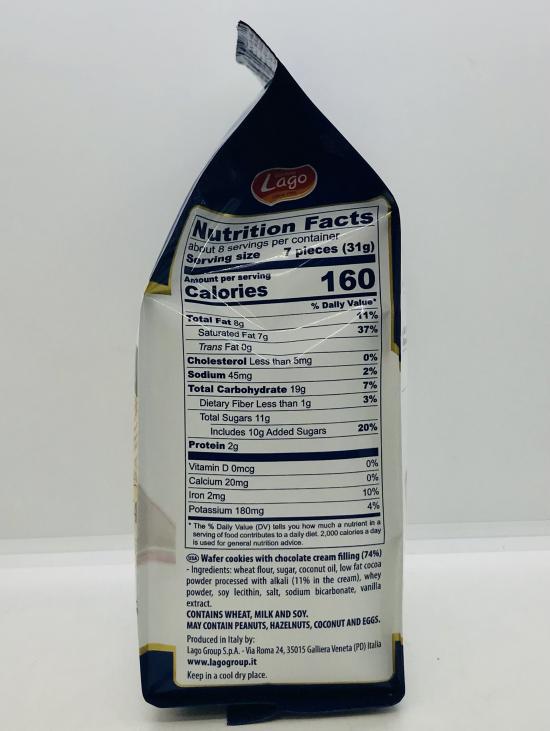 Lago
Nutrition Facts
about 8 servings per container
Serving size 7 pieces (31g)
Amount per serving
Calories 160
% Daily Value*
Total Fat 8g 11%
Saturated Fat 7g 37%
Trans Fat 0g
Cholesterol Less than 5mg 0%
Sodium 45mg 2%
Total Carbohydrate 19g 7%
Dietary Fiber Less than 1g 3%
Total Sugars 11g
Includes 10g Added Sugars 20%
Protein 2g
Vitamin D 0mcg 0%
Calcium 20mg 0%
Iron 2mg 10%
Potassium 180mg 4%
* The % Daily Value (DV) tells you how much a nutrient in a
serving of food contributes to a daily diet. 2,000 calories a day
is used for general nutrition advice.
USA Wafer cookies with chocolate cream filling (74%)
- Ingredients: wheat flour, sugar, coconut oil, low fat cocoa
powder processed with alkali (11% in the cream), whey
powder, soy lecithin, salt, sodium bicarbonate, vanilla
extract.
CONTAINS WHEAT, MILK AND SOY.
MAY CONTAIN PEANUTS, HAZELNUTS, COCONUT AND EGGS.
Produced in Italy by:
Lago Group S.p.A. - Via Roma 24, 35015 Galliera Veneta (PD) Italia
www.lagogroup.it
Keep in a cool dry place.